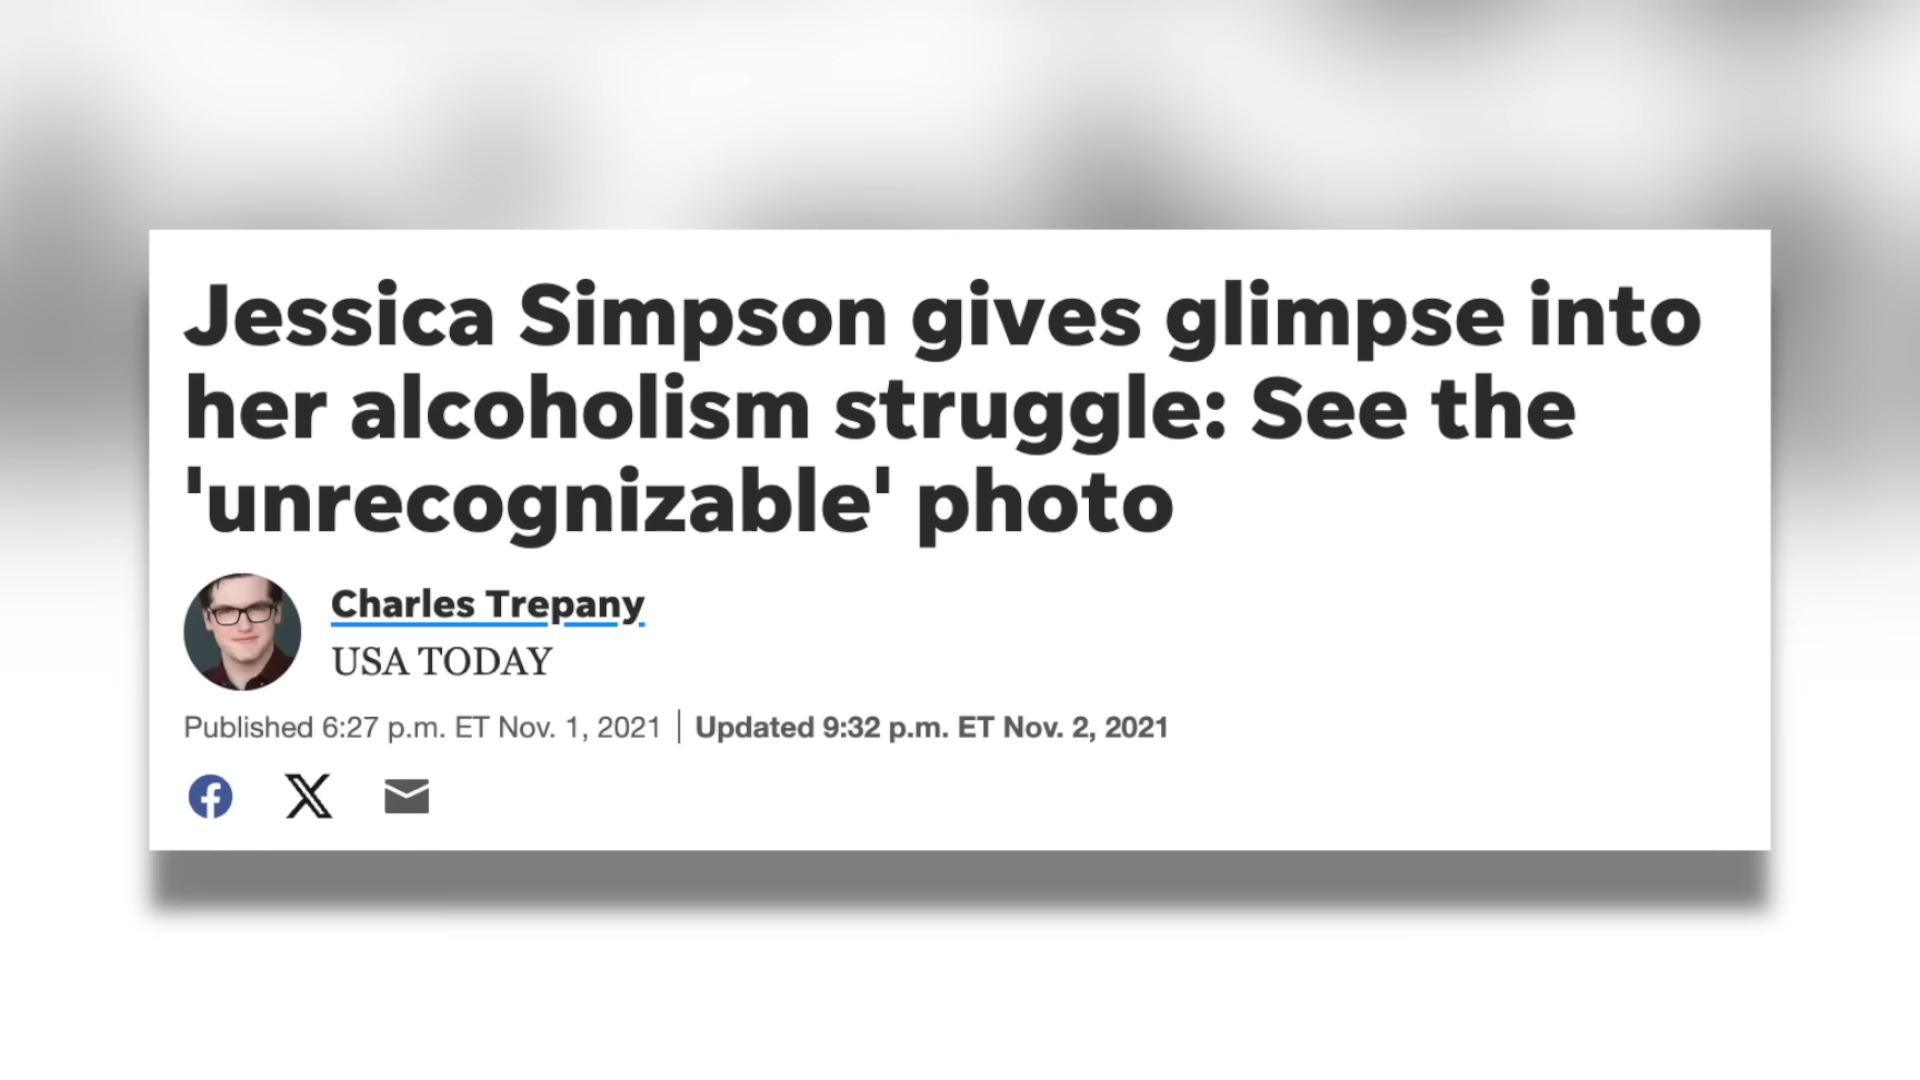 Jessica Simpson gives glimpse into
her alcoholism struggle: See the
'unrecognizable' photo
Charles Trepany
USA TODAY
Published 6:27 p.m. ET Nov. 1, 2021 | Updated 9:32 p.m. ET Nov. 2, 2021